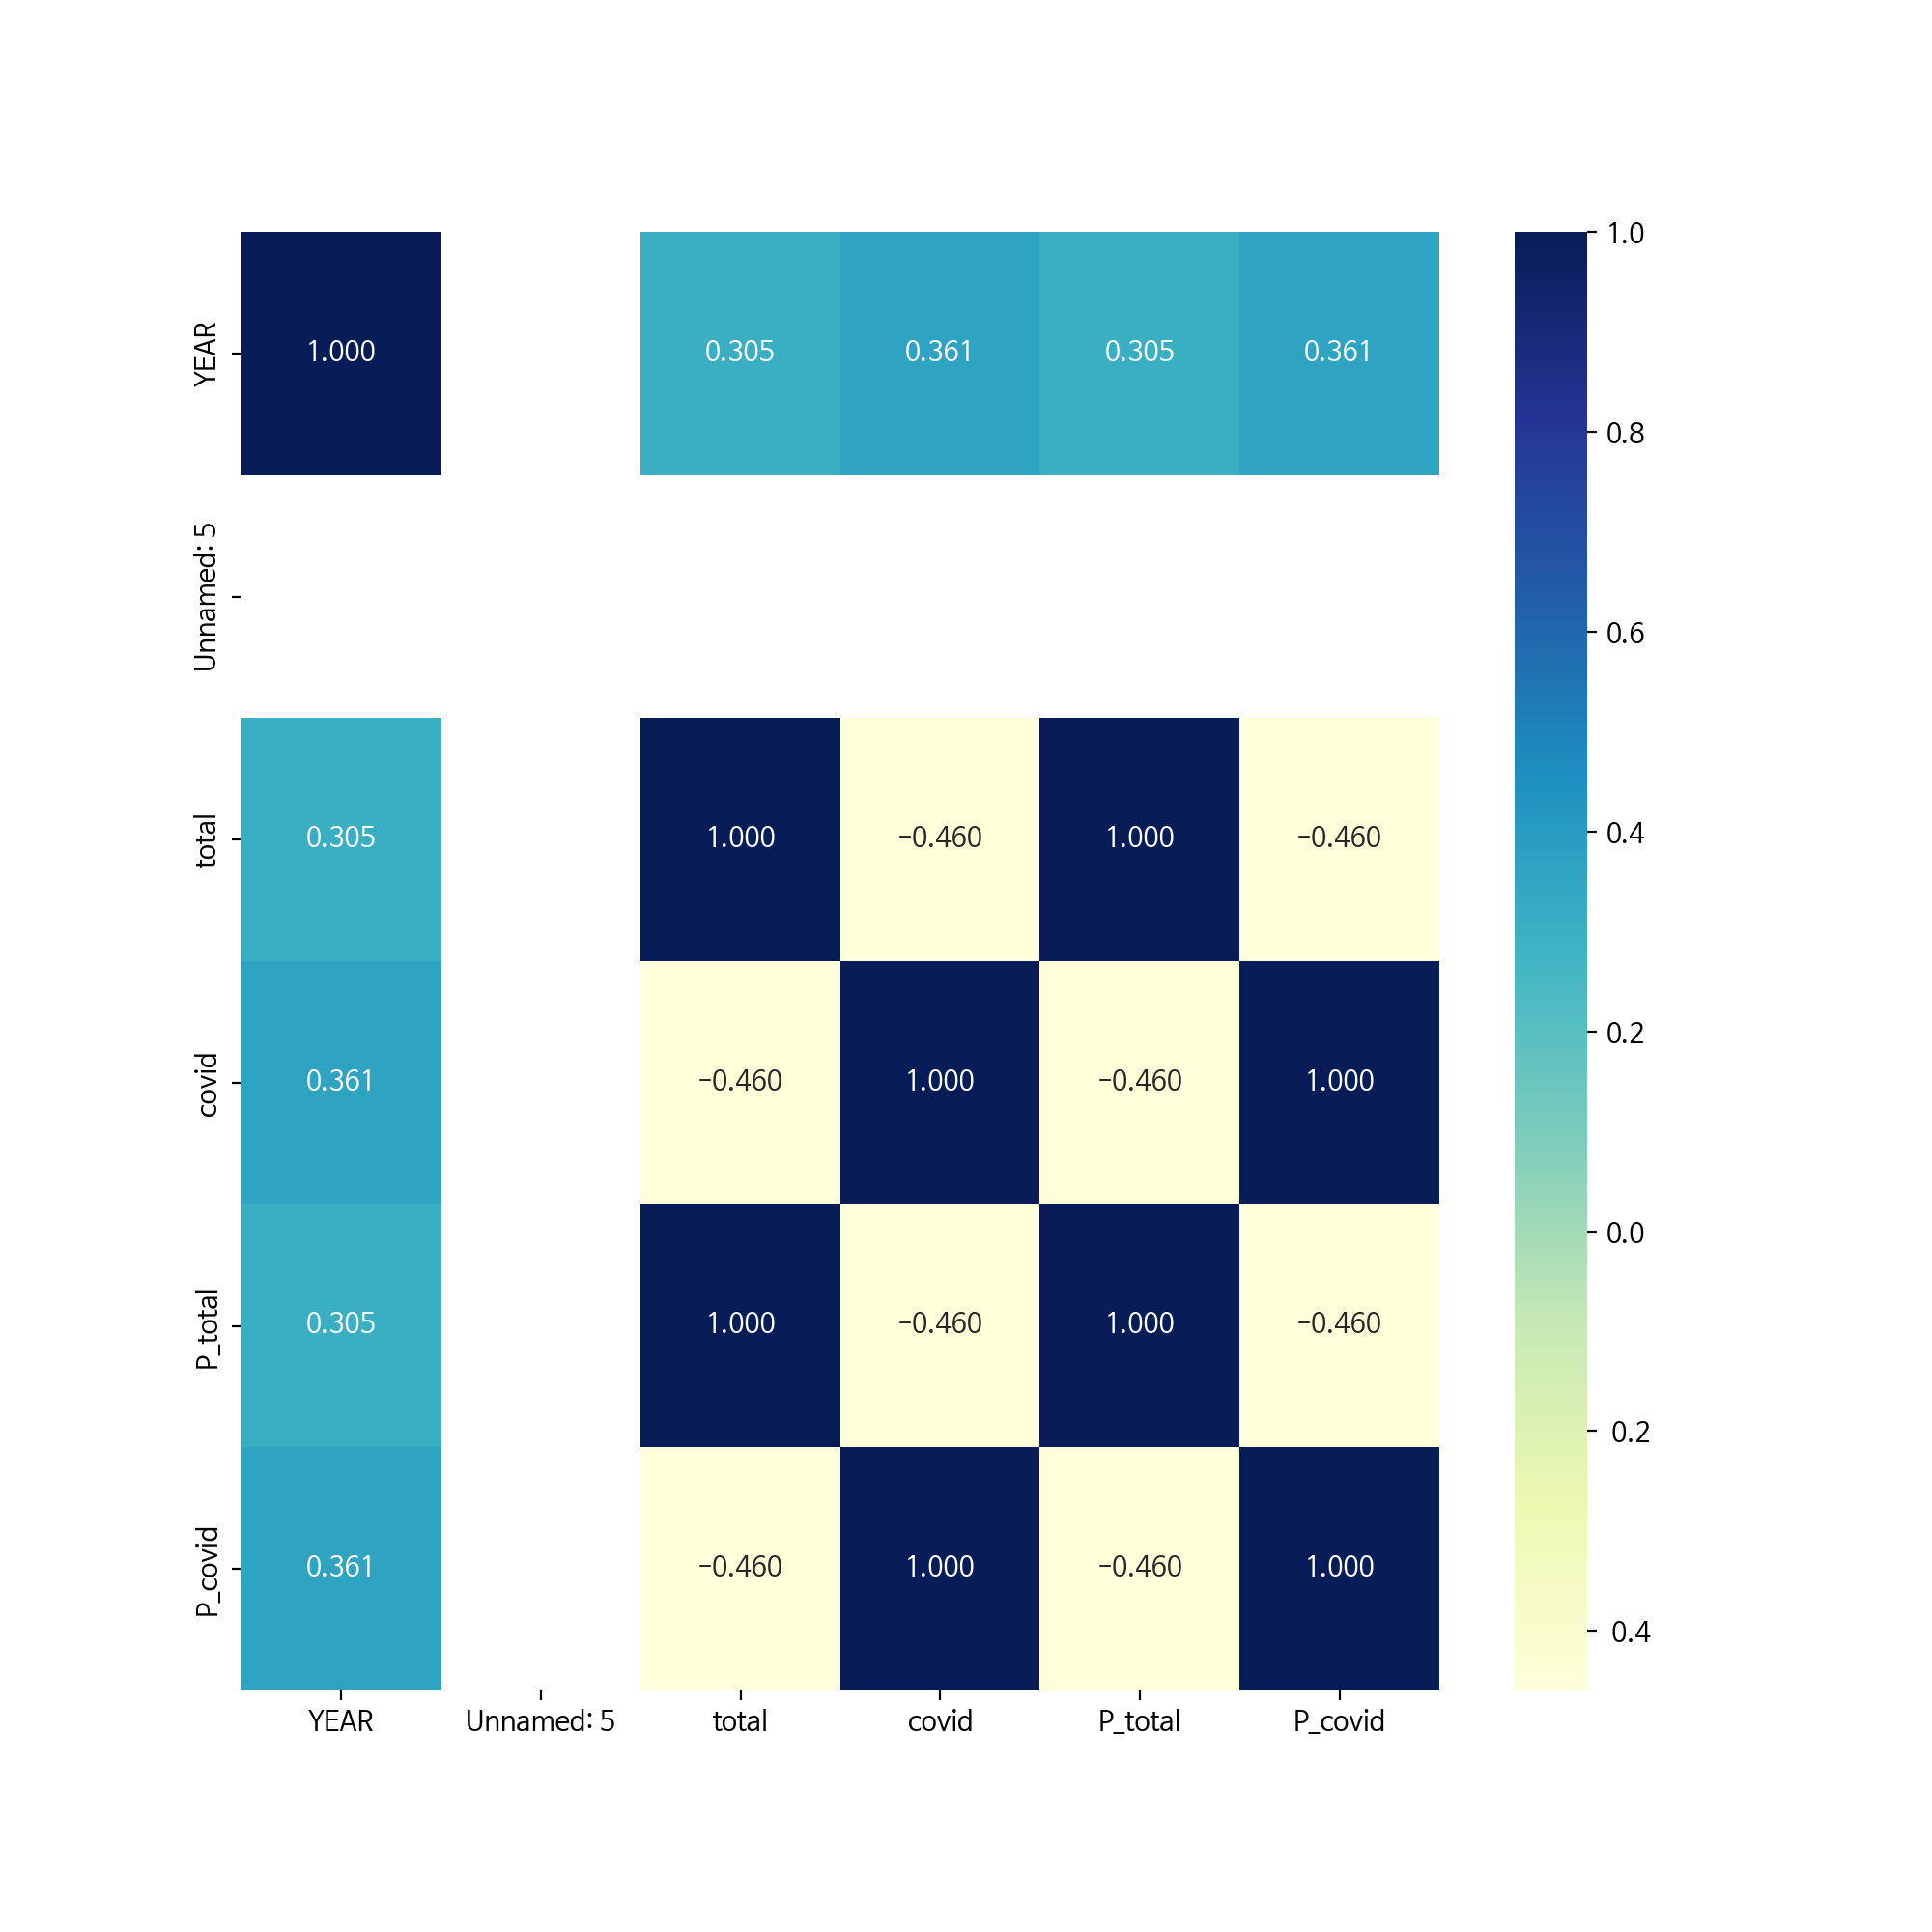 YEAR 1.000 0.305 0.361 0.305 0.361
Unnamed: 5
total 0.305 1.000 −0.460 1.000 −0.460
covid 0.361 −0.460 1.000 −0.460 1.000
P_total 0.305 1.000 −0.460 1.000 −0.460
P_covid 0.361 −0.460 1.000 −0.460 1.000
YEAR Unnamed: 5 total covid P_total P_covid
1.0
0.8
0.6
0.4
0.2
0.0
0.2
0.4